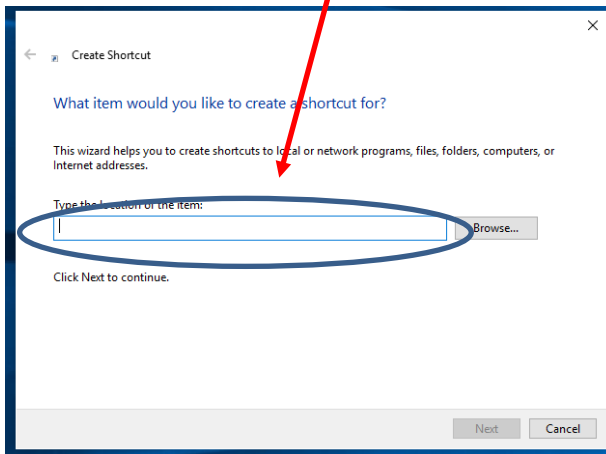 Create Shortcut
What item would you like to create a shortcut for?
This wizard helps you to create shortcuts to local or network programs, files, folders, computers, or
Internet addresses.
Type the location of the item:
Browse...
Click Next to continue.
Next Cancel